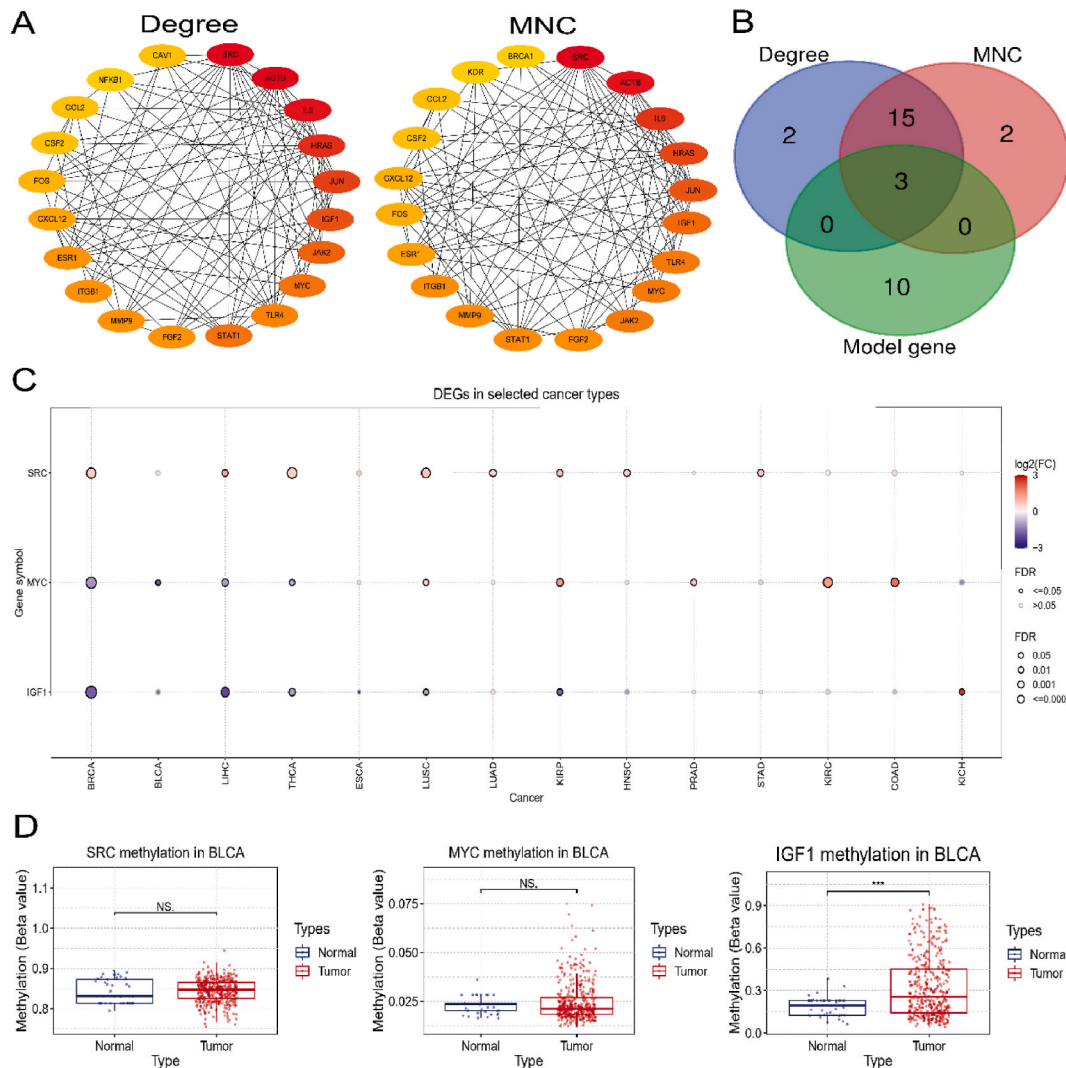 A
Degree
MNC
B
CAV1
SRC
NFKB1
ACTB
CCL2
IL6
CSF2
HRAS
FOS
JUN
CXCL12
IGF1
ESR1
JAK2
ITGB1
MYC
MMP9
TLR4
FGF2
STAT1
BRCA1
SRC
KDR
ACTB
CCL2
IL6
CSF2
HRAS
CXCL12
JUN
FOS
IGF1
ESR1
TLR4
ITGB1
MYC
MMP9
JAK2
STAT1
FGF2
Degree
MNC
2
15
2
3
0
0
10
Model gene
C
DEGs in selected cancer types
Gene symbol
SRC
MYC
IGF1
BRCA
BLCA
LIHC
THCA
ESCA
LUSC
LUAD
KIRP
HNSC
PRAD
STAD
KIRC
COAD
KICH
Cancer
log2(FC)
3
0
-3
FDR
<=0.05
>0.05
FDR
0.05
0.01
0.001
<=0.000
D
SRC methylation in BLCA
Methylation (Beta value)
1.1
1.0
0.9
0.8
NS.
Normal
Tumor
Type
Types
Normal
Tumor
MYC methylation in BLCA
Methylation (Beta value)
0.075
0.050
0.025
NS.
Normal
Tumor
Type
Types
Normal
Tumor
IGF1 methylation in BLCA
Methylation (Beta value)
0.9
0.6
0.3
0.0
***
Normal
Tumor
Type
Types
Normal
Tumor